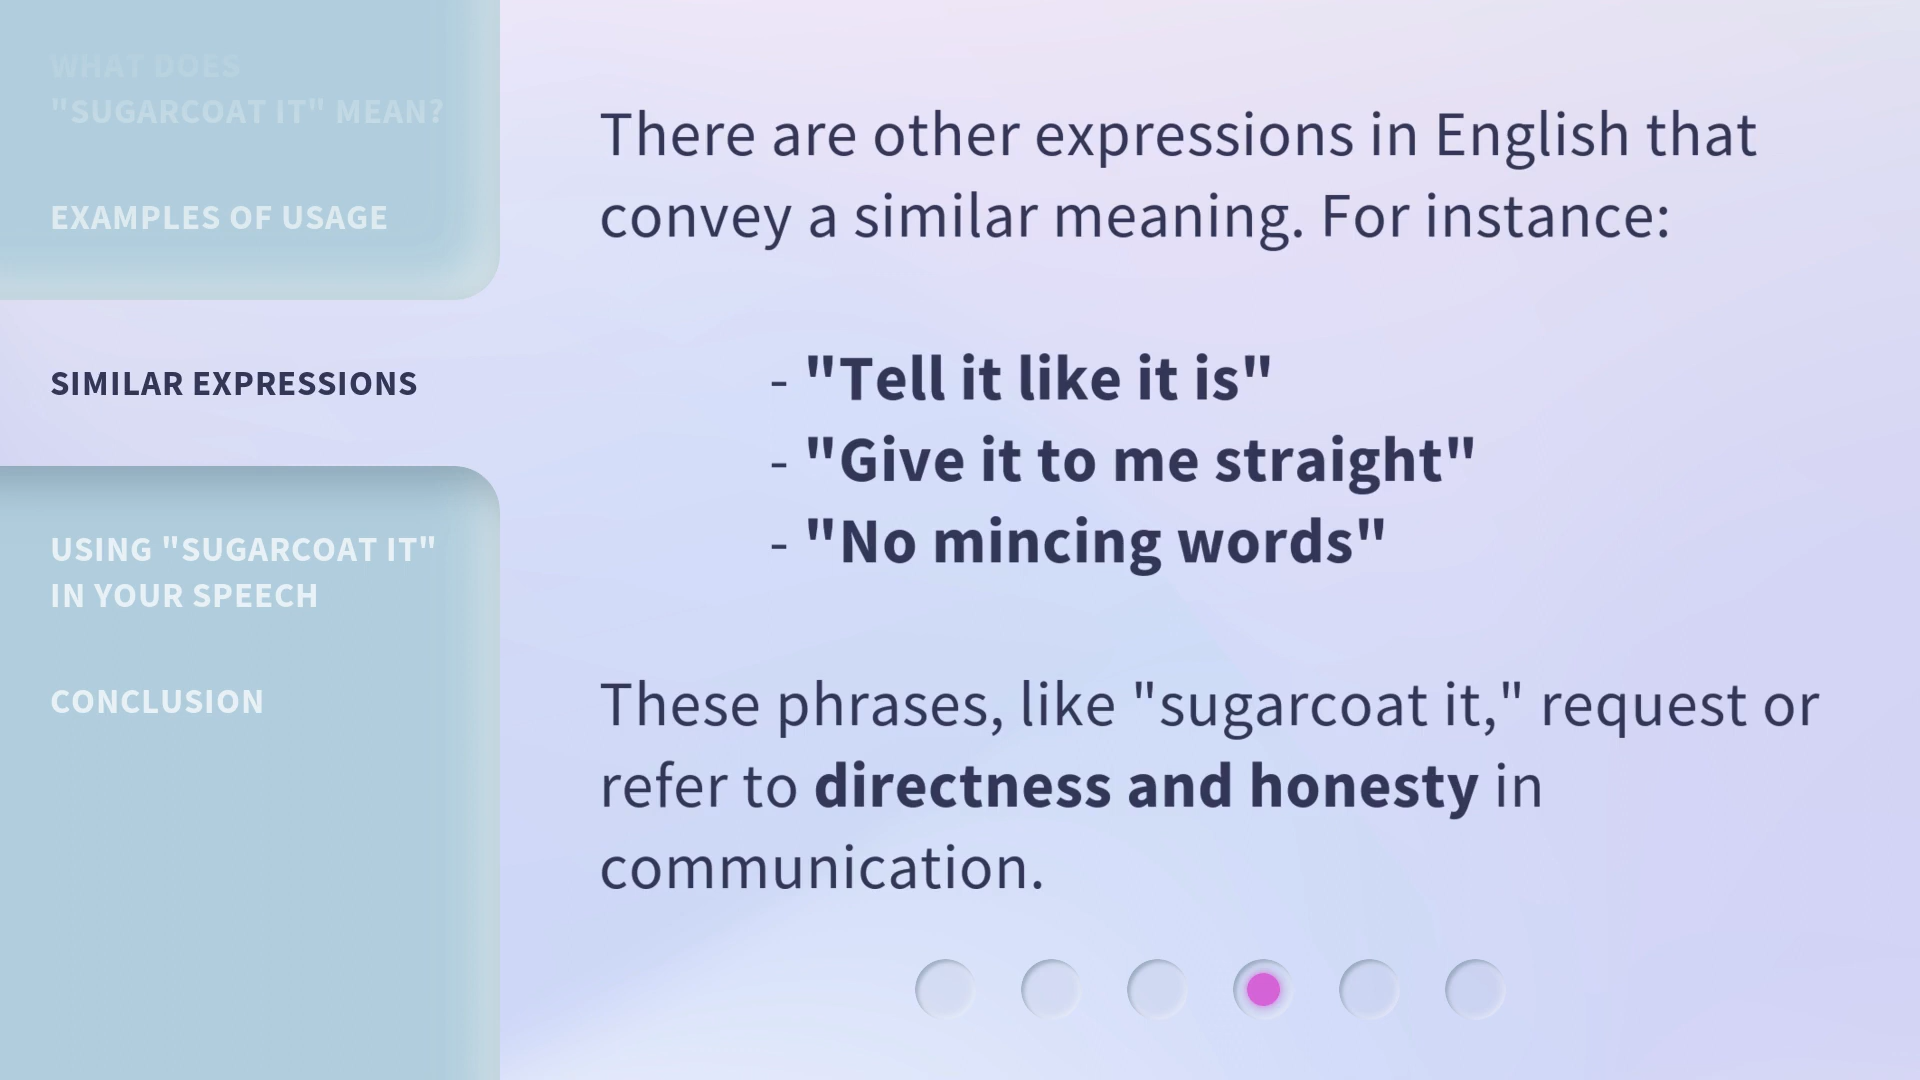 WHAT DOES
"SUGARCOAT IT" MEAN?
EXAMPLES OF USAGE
SIMILAR EXPRESSIONS
USING "SUGARCOAT IT"
IN YOUR SPEECH
CONCLUSION
There are other expressions in English that
convey a similar meaning. For instance:
- "Tell it like it is"
- "Give it to me straight"
- "No mincing words"
These phrases, like "sugarcoat it," request or
refer to directness and honesty in
communication.